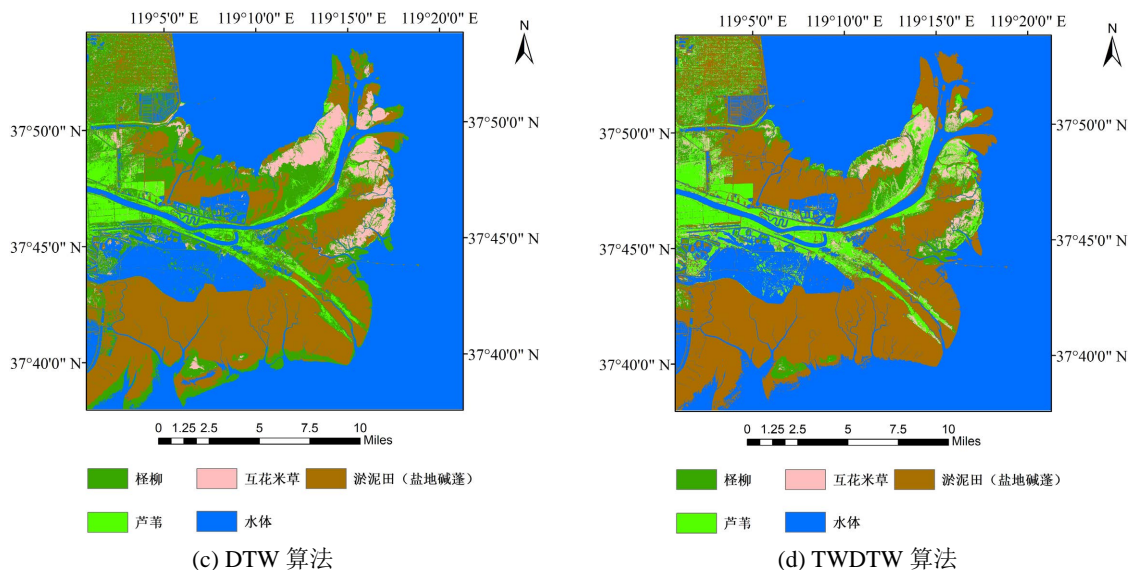 119°5'0" E 119°10'0" E 119°15'0" E 119°20'0" E
N
37°50'0" N
37°45'0" N
37°40'0" N
37°50'0" N
37°45'0" N
37°40'0" N
0 1.25 2.5 5 7.5 10
Miles
柽柳 互花米草 淤泥田（盐地碱蓬）
芦苇 水体
(c) DTW 算法
119°5'0" E 119°10'0" E 119°15'0" E 119°20'0" E
N
37°50'0" N
37°45'0" N
37°40'0" N
37°50'0" N
37°45'0" N
37°40'0" N
0 1.25 2.5 5 7.5 10
Miles
柽柳 互花米草 淤泥田（盐地碱蓬）
芦苇 水体
(d) TWDTW 算法